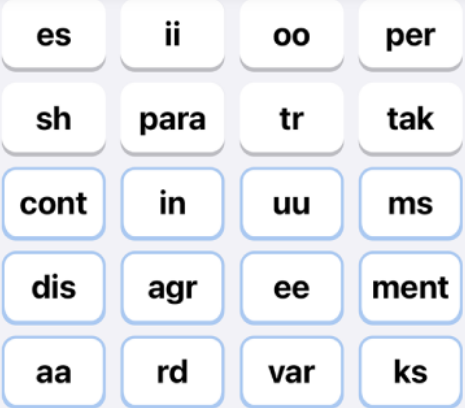 es ii oo per
sh para tr tak
cont in uu ms
dis agr ee ment
aa rd var ks